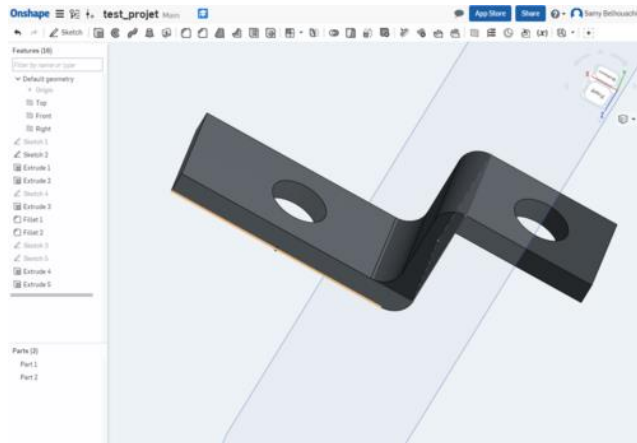 Onshape test_projet Main App Store Share Samy Belhouache
Sketch
Features (16)
Filter by name or type
Default geometry
Origin
Top
Front
Right
Sketch 1
Sketch 2
Extrude 1
Extrude 2
Sketch 4
Extrude 3
Fillet 1
Fillet 2
Sketch 3
Sketch 5
Extrude 4
Extrude 5
Parts (2)
Part 1
Part 2